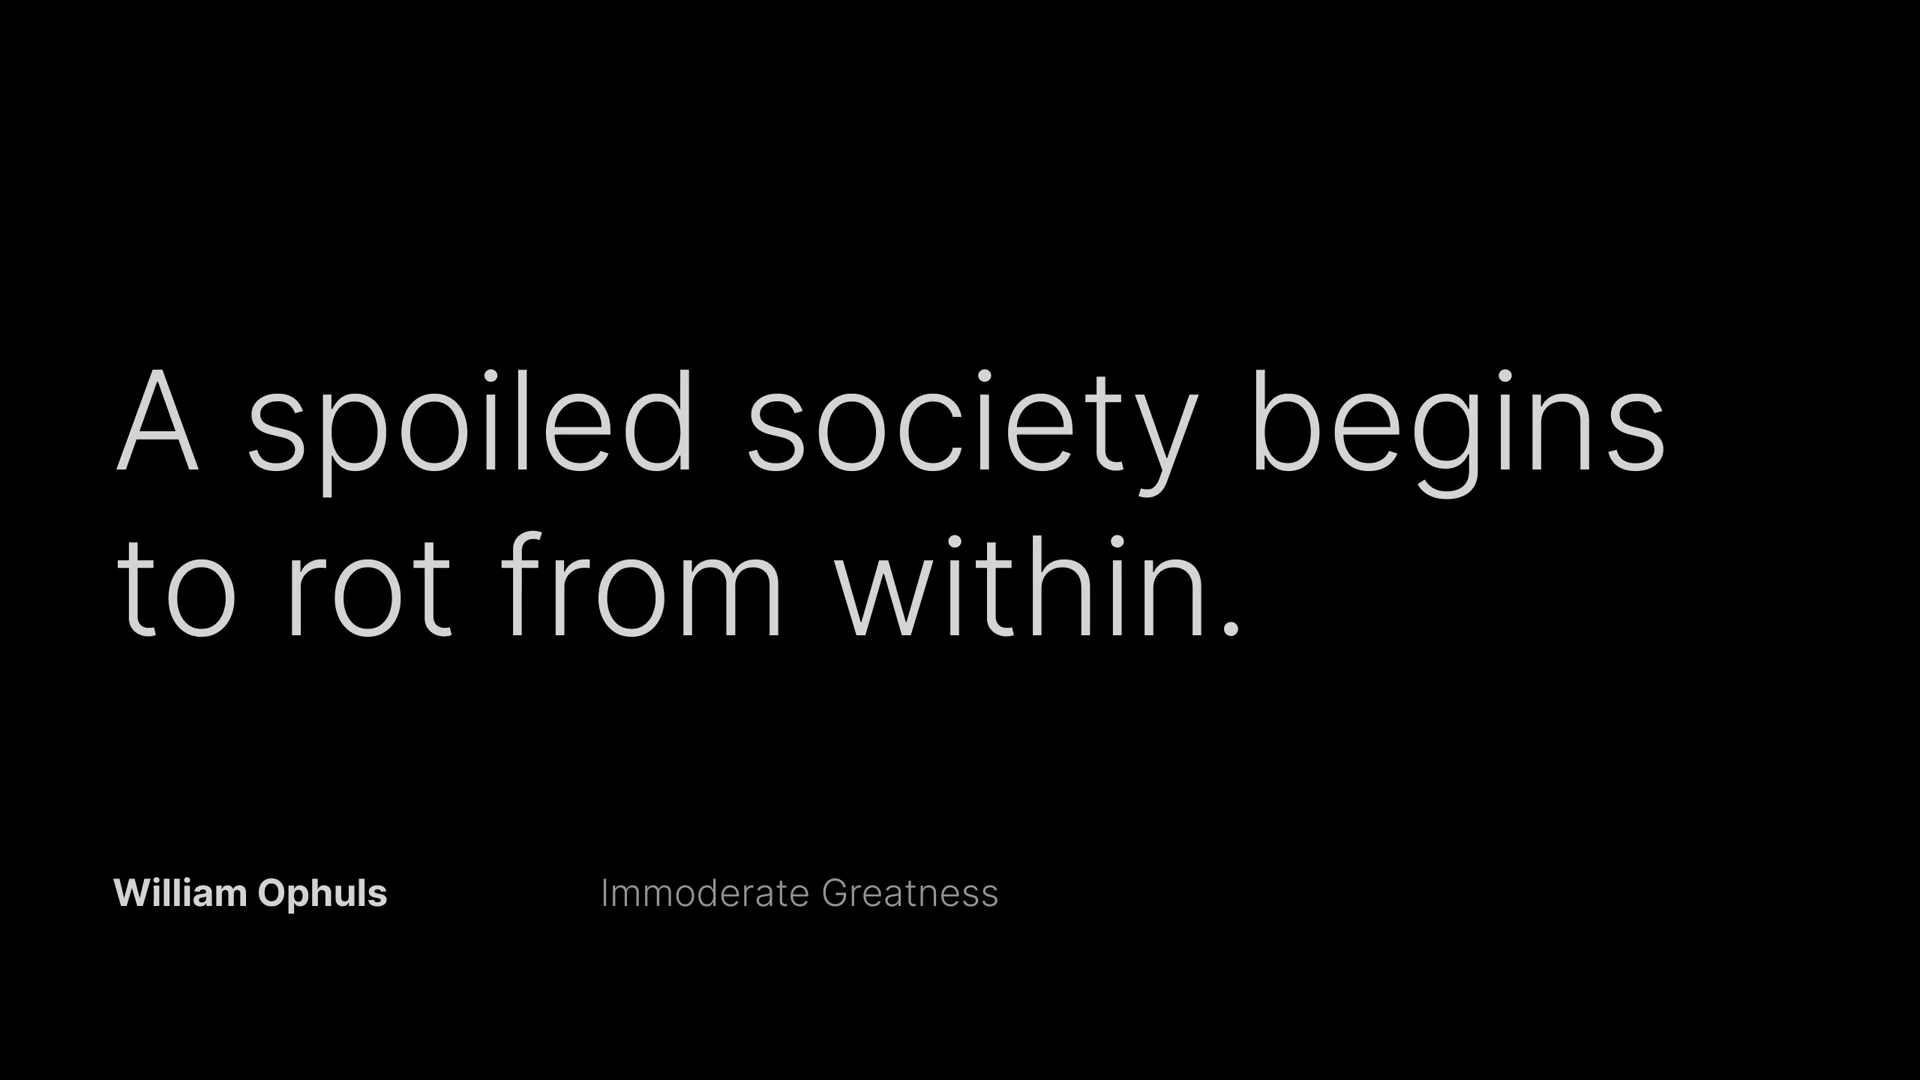 A spoiled society begins
to rot from within.
William Ophuls Immoderate Greatness